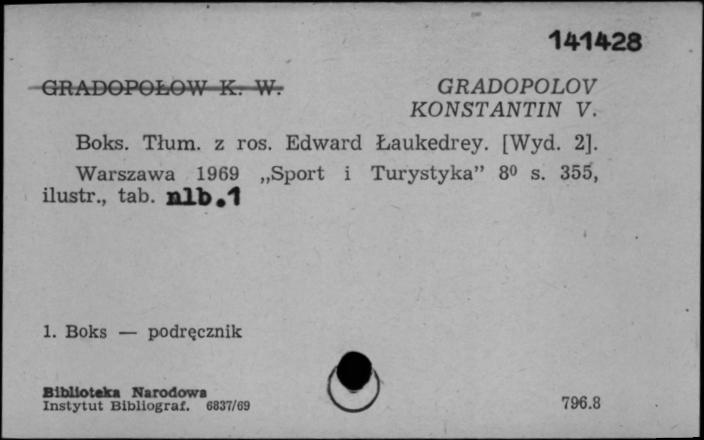 141428
GRADOPOŁOW K. W. GRADOPOLOV
KONSTANTIN V.
Boks. Tłum. z ros. Edward Łaukedrey. [Wyd. 2].
Warszawa 1969 „Sport i Turystyka” 8⁰ s. 355,
ilustr., tab. nlb.1
1. Boks — podręcznik
Biblioteka Narodowa
Instytut Bibliograf. 6837/69 796.8